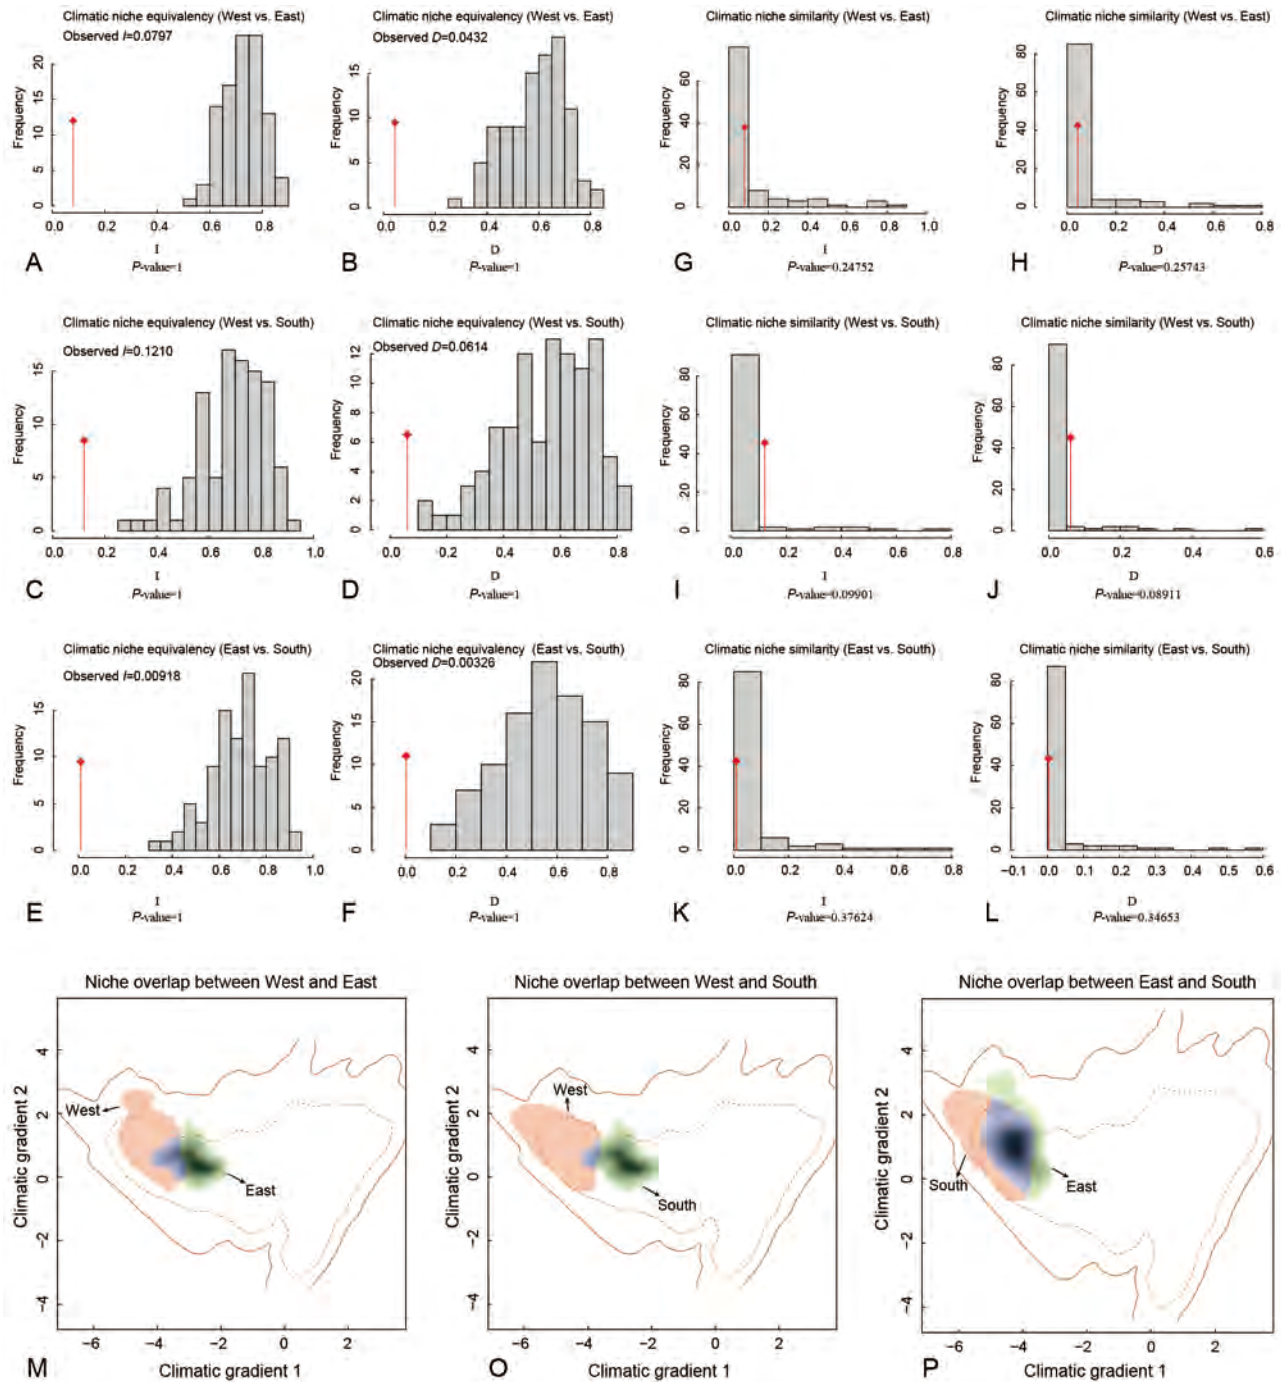 Climatic niche equivalency (West vs. East)
Observed I=0.0797
Frequency
0 5 10 15 20
0.0 0.2 0.4 0.6 0.8
I
A
P-value=1
Climatic niche equivalency (West vs. East)
Observed D=0.0432
Frequency
0 5 10 15
0.0 0.2 0.4 0.6 0.8
D
B
P-value=1
Climatic niche similarity (West vs. East)
Frequency
0 20 40 60
0.0 0.2 0.4 0.6 0.8 1.0
I
G
P-value=0.24752
Climatic niche similarity (West vs. East)
Frequency
0 20 40 60 80
0.0 0.2 0.4 0.6 0.8
D
H
P-value=0.25743
Climatic niche equivalency (West vs. South)
Observed I=0.1210
Frequency
0 5 10 15
0.0 0.2 0.4 0.6 0.8 1.0
I
C
P-value=1
Climatic niche equivalency (West vs. South)
Observed D=0.0614
Frequency
0 2 4 6 8 10 12
0.0 0.2 0.4 0.6 0.8
D
D
P-value=1
Climatic niche similarity (West vs. South)
Frequency
0 20 40 60 80
0.0 0.2 0.4 0.6 0.8
I
I
P-value=0.09901
Climatic niche similarity (West vs. South)
Frequency
0 20 40 60 80
0.0 0.2 0.4 0.6
D
J
P-value=0.08911
Climatic niche equivalency (East vs. South)
Observed I=0.00918
Frequency
0 5 10 15
0.0 0.2 0.4 0.6 0.8 1.0
I
E
P-value=1
Climatic niche equivalency (East vs. South)
Observed D=0.00326
Frequency
0 5 10 15 20
0.0 0.2 0.4 0.6 0.8
D
F
P-value=1
Climatic niche similarity (East vs. South)
Frequency
0 20 40 60 80
0.0 0.2 0.4 0.6 0.8
I
K
P-value=0.37624
Climatic niche similarity (East vs. South)
Frequency
0 20 40 60 80
-0.1 0.0 0.1 0.2 0.3 0.4 0.5 0.6
D
L
P-value=0.34653
Niche overlap between West and East
Climatic gradient 2
−4 −2 0 2 4
West
East
−6 −4 −2 0 2
M
Climatic gradient 1
Niche overlap between West and South
Climatic gradient 2
−4 −2 0 2 4
West
South
−6 −4 −2 0 2
O
Climatic gradient 1
Niche overlap between East and South
Climatic gradient 2
−4 −2 0 2 4
South
East
−6 −4 −2 0 2
P
Climatic gradient 1